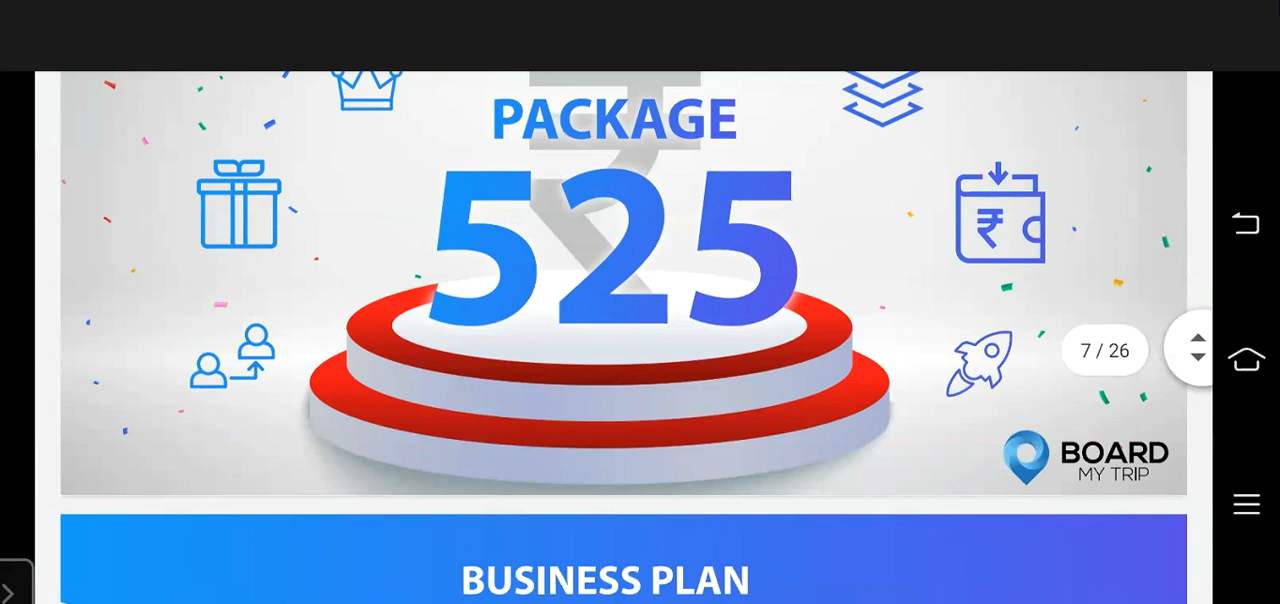 PACKAGE
525
₹
7 / 26
BOARD
MY TRIP
BUSINESS PLAN